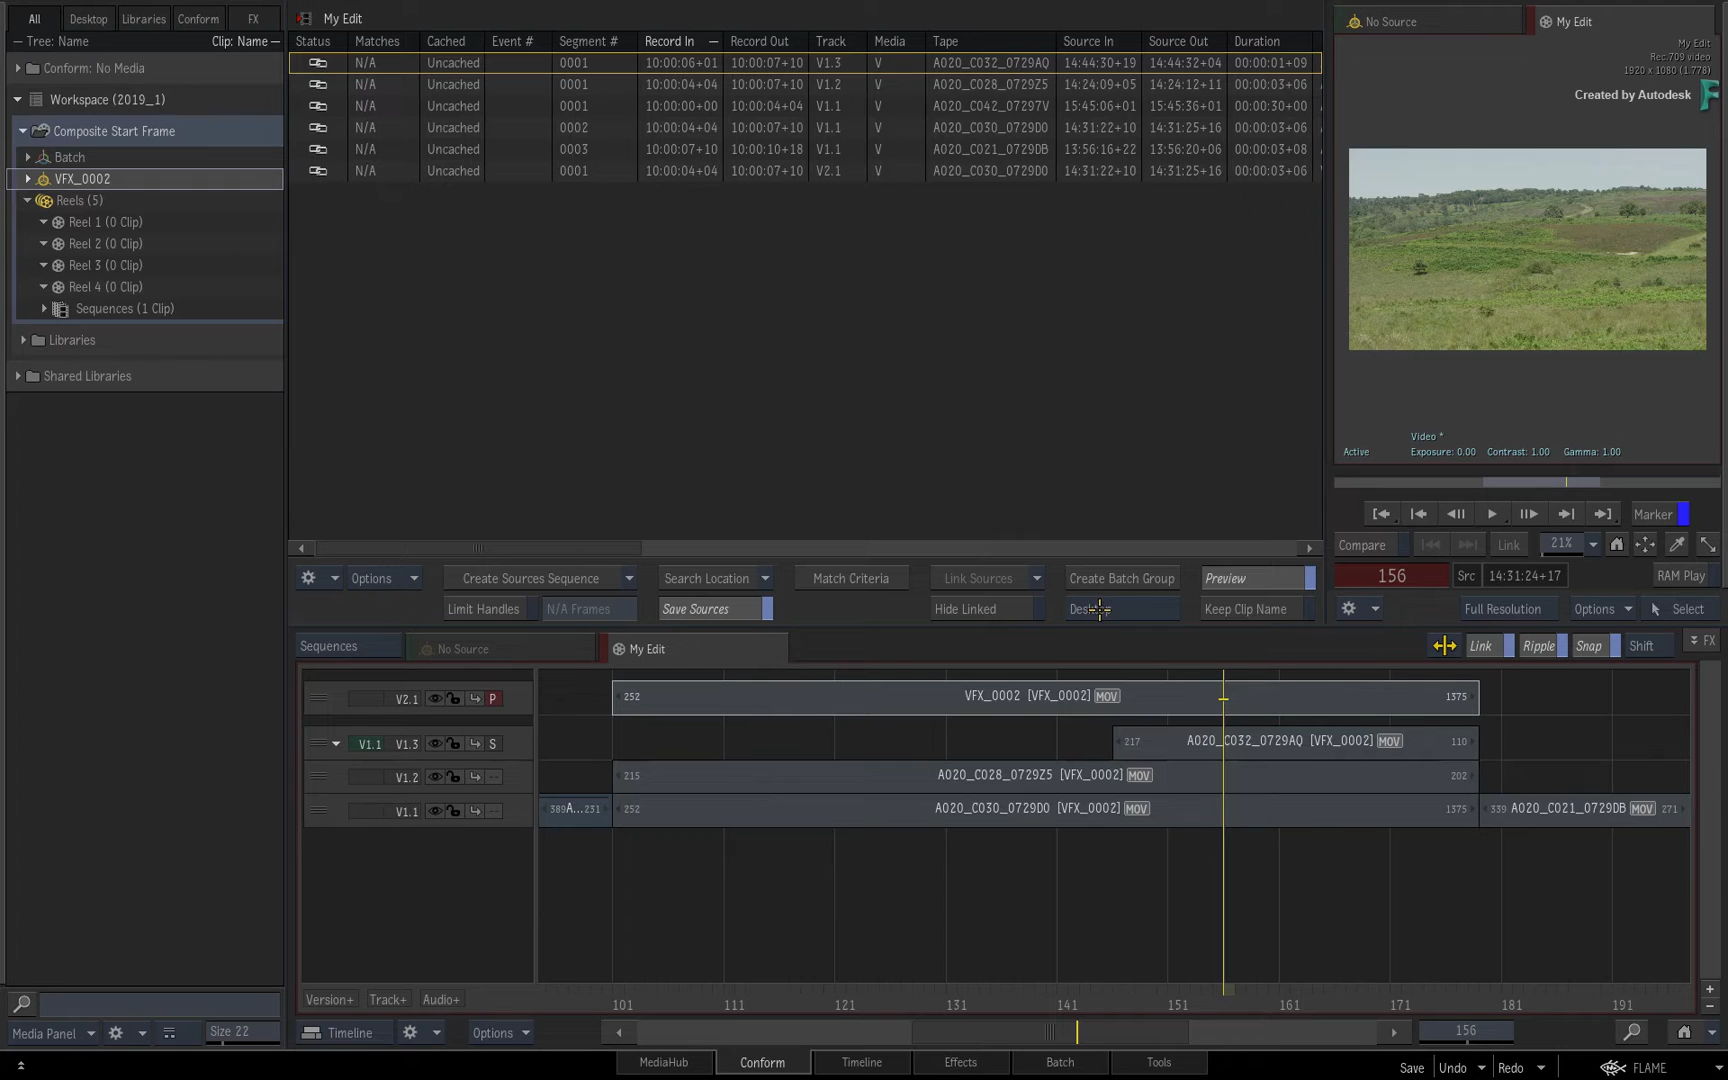 All Desktop Libraries Conform FX
Tree: Name Clip: Name
Conform: No Media
Workspace (2019_1)
Composite Start Frame
Batch
VFX_0002
Reels (5)
Reel 1 (0 Clip)
Reel 2 (0 Clip)
Reel 3 (0 Clip)
Reel 4 (0 Clip)
Sequences (1 Clip)
Libraries
Shared Libraries
My Edit
Status Matches Cached Event # Segment # Record In Record Out Track Media Tape Source In Source Out Duration
N/A Uncached 0001 10:00:06+01 10:00:07+10 V1.3 V A020_C032_0729AQ 14:44:30+19 14:44:32+04 00:00:01+09
N/A Uncached 0001 10:00:04+04 10:00:07+10 V1.2 V A020_C028_0729Z5 14:24:09+05 14:24:12+11 00:00:03+06
N/A Uncached 0001 10:00:00+00 10:00:04+04 V1.1 V A020_C042_07297V 15:45:06+01 15:45:36+01 00:00:30+00
N/A Uncached 0002 10:00:04+04 10:00:07+10 V1.1 V A020_C030_0729D0 14:31:22+10 14:31:25+16 00:00:03+06
N/A Uncached 0003 10:00:07+10 10:00:10+18 V1.1 V A020_C021_0729DB 13:56:16+22 13:56:20+06 00:00:03+08
N/A Uncached 0001 10:00:04+04 10:00:07+10 V2.1 V A020_C030_0729D0 14:31:22+10 14:31:25+16 00:00:03+06
No Source My Edit
My Edit
Rec.709 video
1920 x 1080 (1.778)
Created by Autodesk
Video *
Active Exposure: 0.00 Contrast: 1.00 Gamma: 1.00
Marker
Compare Link 21%
156 Src 14:31:24+17 RAM Play
Full Resolution Options Select
Options Create Sources Sequence Search Location Match Criteria Link Sources Create Batch Group Preview
Limit Handles N/A Frames Save Sources Hide Linked Keep Clip Name
Sequences No Source My Edit Link Ripple Snap Shift FX
V2.1 P 252 VFX_0002 [VFX_0002] MOV 1375
V1.1 V1.3 S 217 A020_C032_0729AQ [VFX_0002] MOV 110
V1.2 215 A020_C028_0729Z5 [VFX_0002] MOV 202
V1.1 389A...231 252 A020_C030_0729D0 [VFX_0002] MOV 1375 339 A020_C021_0729DB MOV 271
Version+ Track+ Audio+ 101 111 121 131 141 151 161 171 181 191
Media Panel Size 22 Timeline Options 156
MediaHub Conform Timeline Effects Batch Tools
Save Undo Redo FLAME